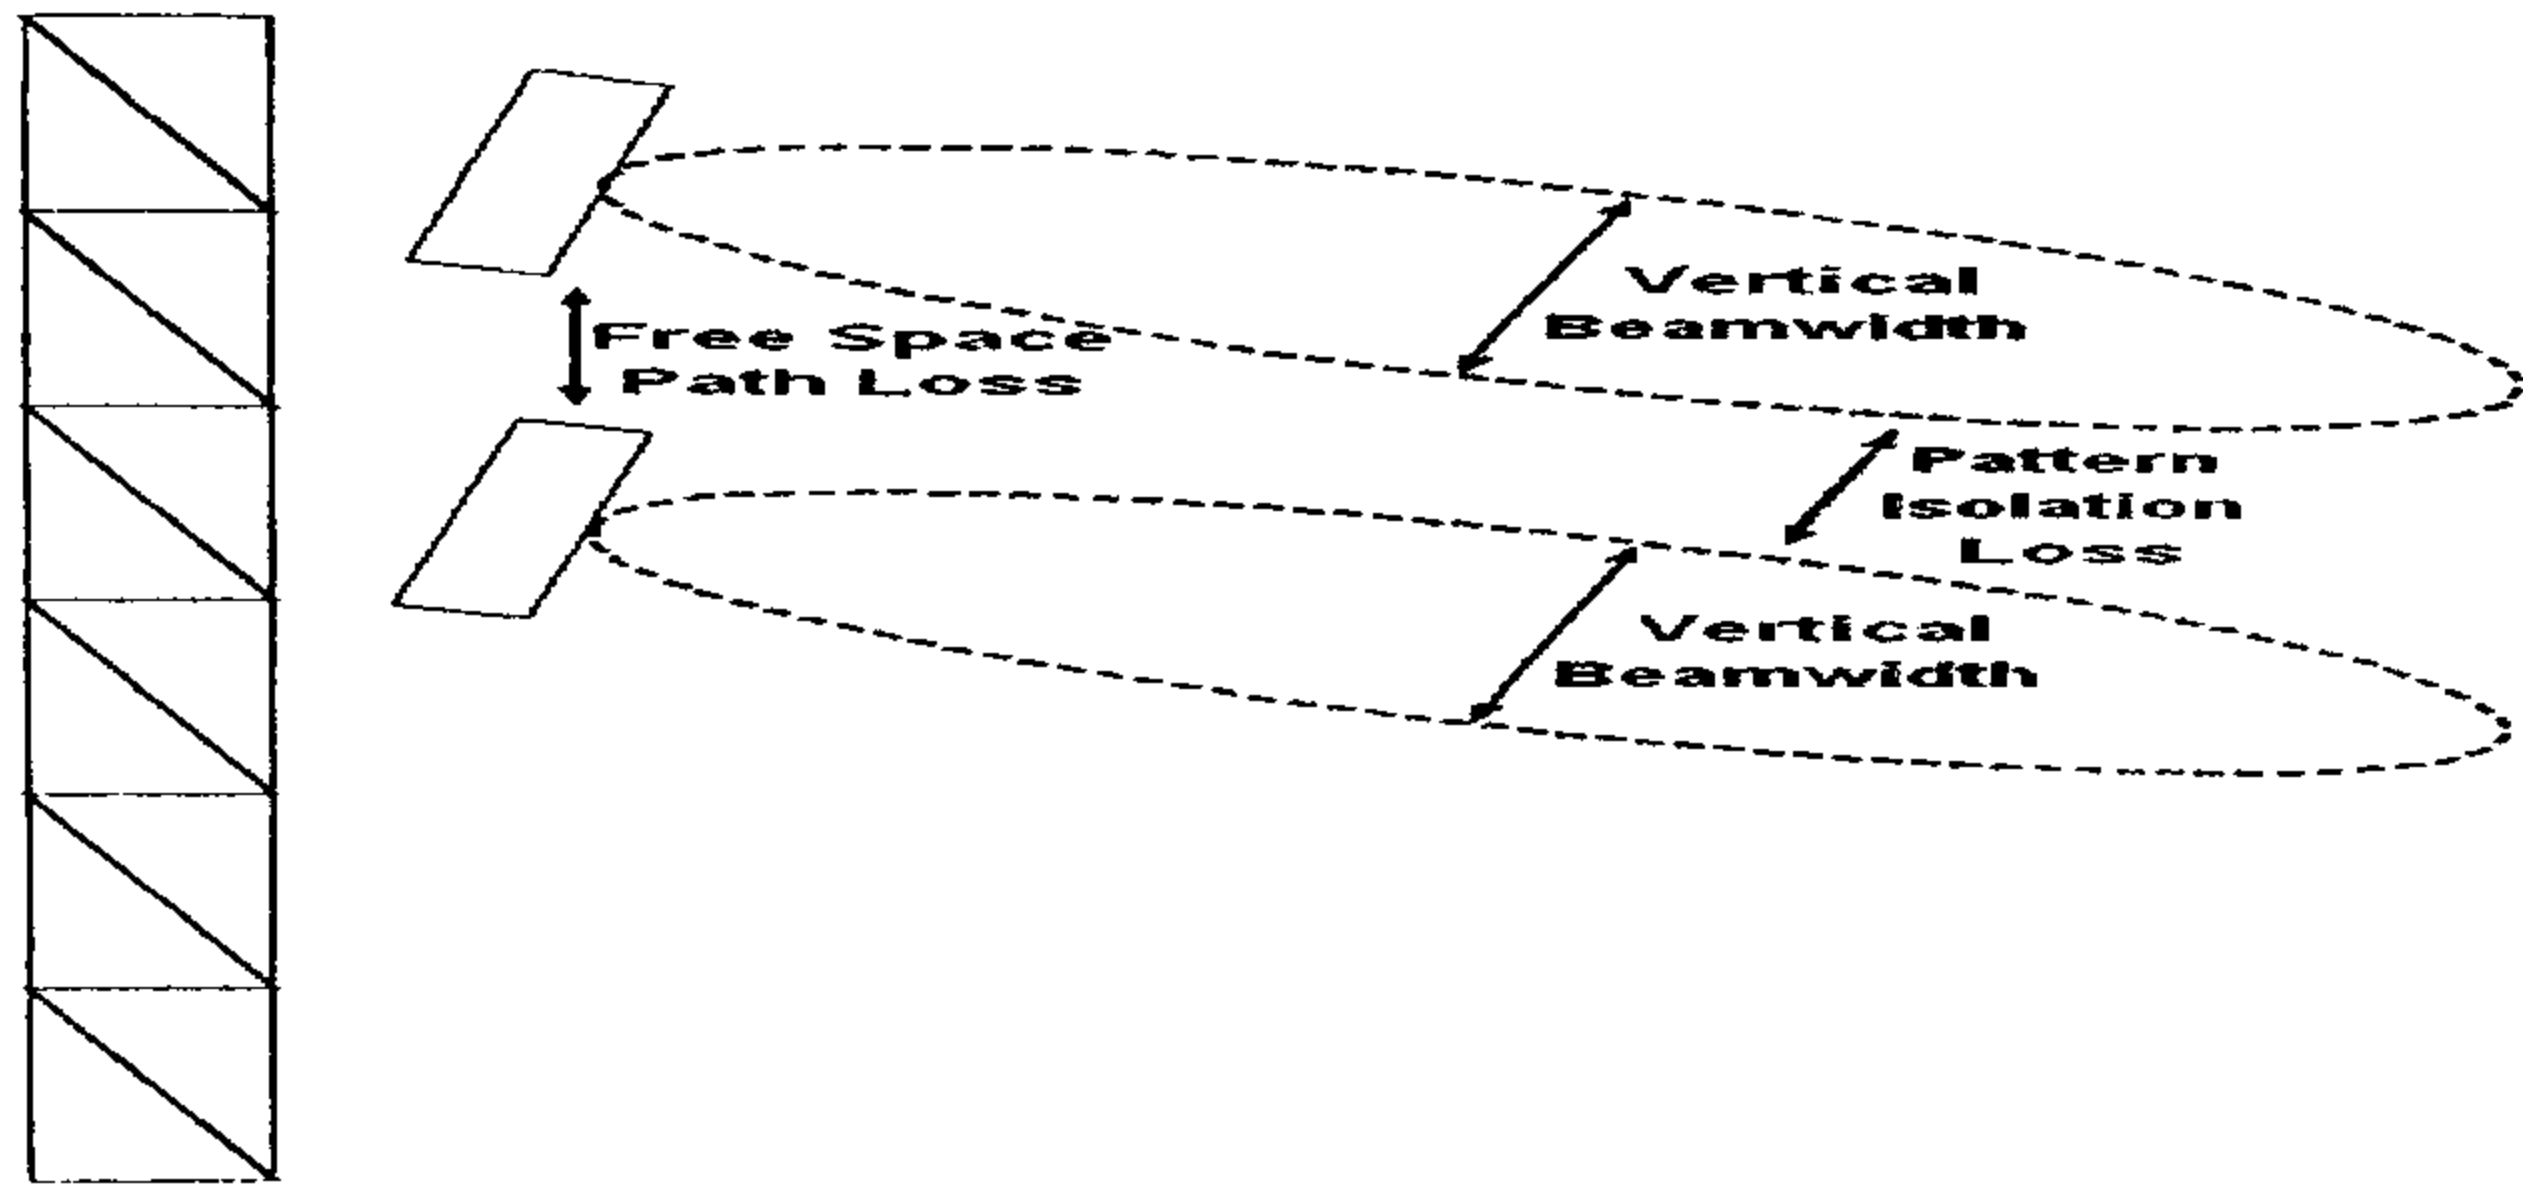 Vertical
Beamwidth
Free Space
Path Loss
Pattern
Isolation
Loss
Vertical
Beamwidth